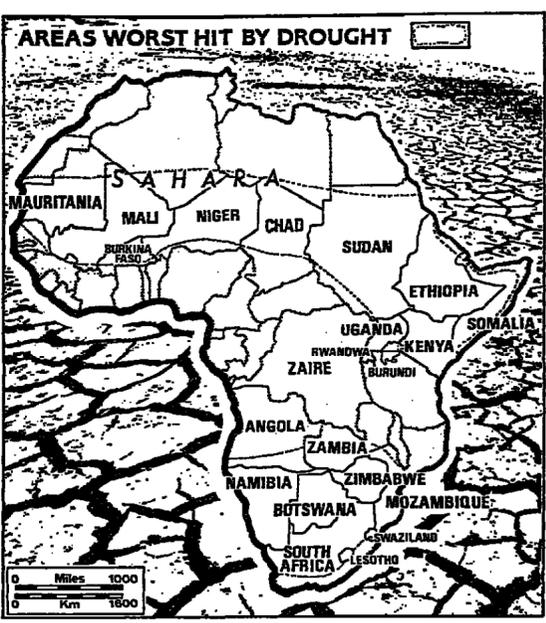 AREAS WORST HIT BY DROUGHT
SAHARA
MAURITANIA
MALI
NIGER
CHAD
BURKINA
FASO
SUDAN
ETHIOPIA
SOMALIA
UGANDA
KENYA
RWANDWA
BURUNDI
ZAIRE
ANGOLA
ZAMBIA
NAMIBIA
ZIMBABWE
MOZAMBIQUE
BOTSWANA
SWAZILAND
SOUTH
AFRICA
LESOTHO
0 Miles 1000
0 Km 1600